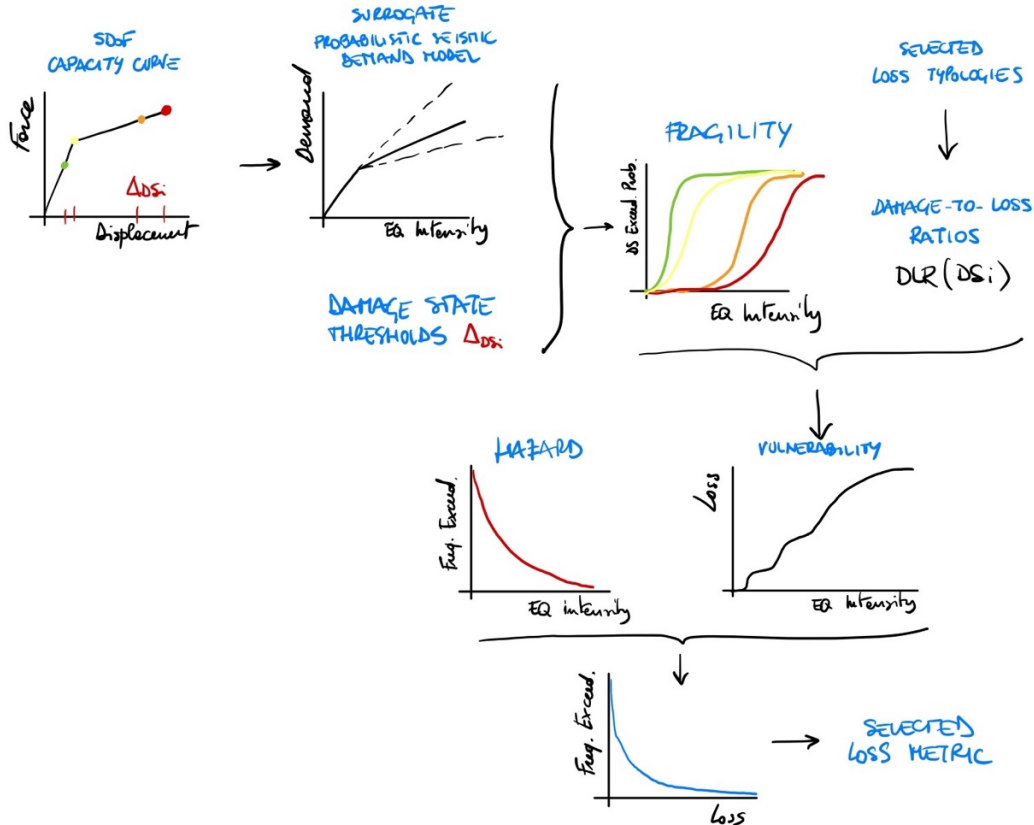 SDoF
CAPACITY CURVE
Force
ΔDSi
Displacement
SURROGATE
PROBABILISTIC SEISMIC
DEMAND MODEL
Demand
EQ Intensity
DAMAGE STATE
THRESHOLDS ΔDSi
FRAGILITY
DS Exceed. Prob.
EQ Intensity
SELECTED
LOSS TYPOLOGIES
DAMAGE-TO-LOSS
RATIOS
DLR(DSi)
HAZARD
Freq. Exceed.
EQ intensity
VULNERABILITY
Loss
EQ Intensity
Freq. Exceed.
Loss
SELECTED
LOSS METRIC